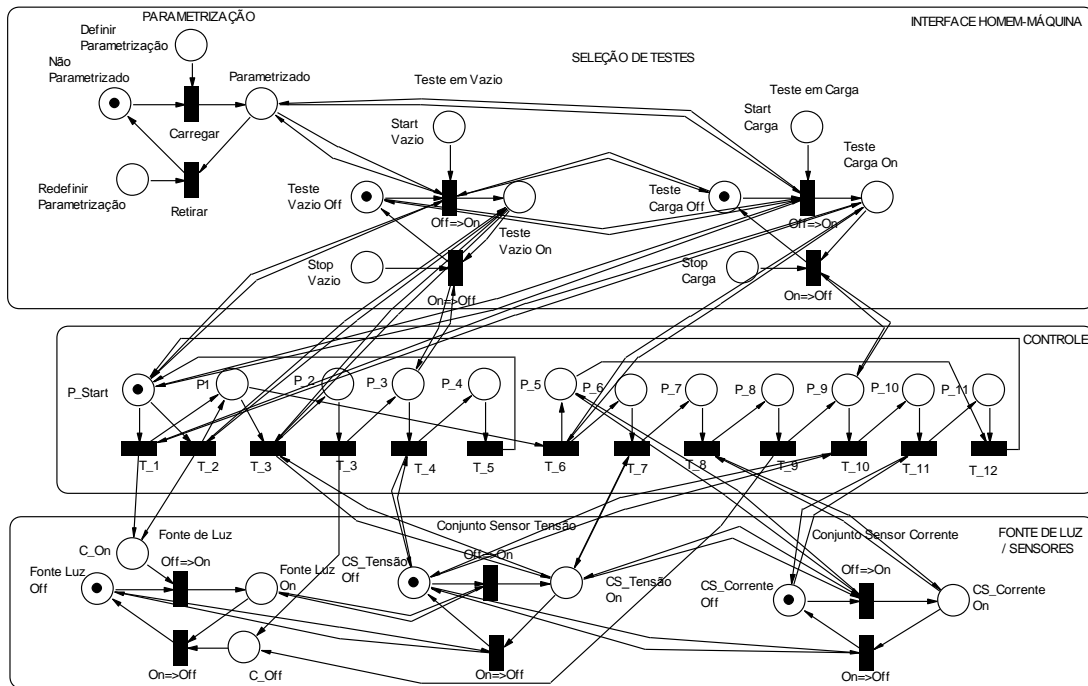 PARAMETRIZAÇÃO
INTERFACE HOMEM-MÁQUINA
Definir
Parametrização
SELEÇÃO DE TESTES
Não
Parametrizado
Parametrizado
Teste em Vazio
Teste em Carga
Start
Vazio
Start
Carga
Carregar
Teste
Carga On
Redefinir
Parametrização
Retirar
Teste
Vazio Off
Teste
Carga Off
Off=>On
Off=>On
Teste
Vazio On
Stop
Vazio
Stop
Carga
On=>Off
On=>Off
CONTROLE
P_Start
P1
P_2
P_3
P_4
P_5
P_6
P_7
P_8
P_9
P_10
P_11
T_1
T_2
T_3
T_3
T_4
T_5
T_6
T_7
T_8
T_9
T_10
T_11
T_12
Conjunto Sensor Tensão
FONTE DE LUZ
/ SENSORES
Fonte de Luz
C_On
Off=>On
Off=>On
Conjunto Sensor Corrente
Off=>On
Fonte Luz
Off
Fonte Luz
On
CS_Tensão
Off
CS_Tensão
On
CS_Corrente
Off
CS_Corrente
On
On=>Off
C_Off
On=>Off
On=>Off